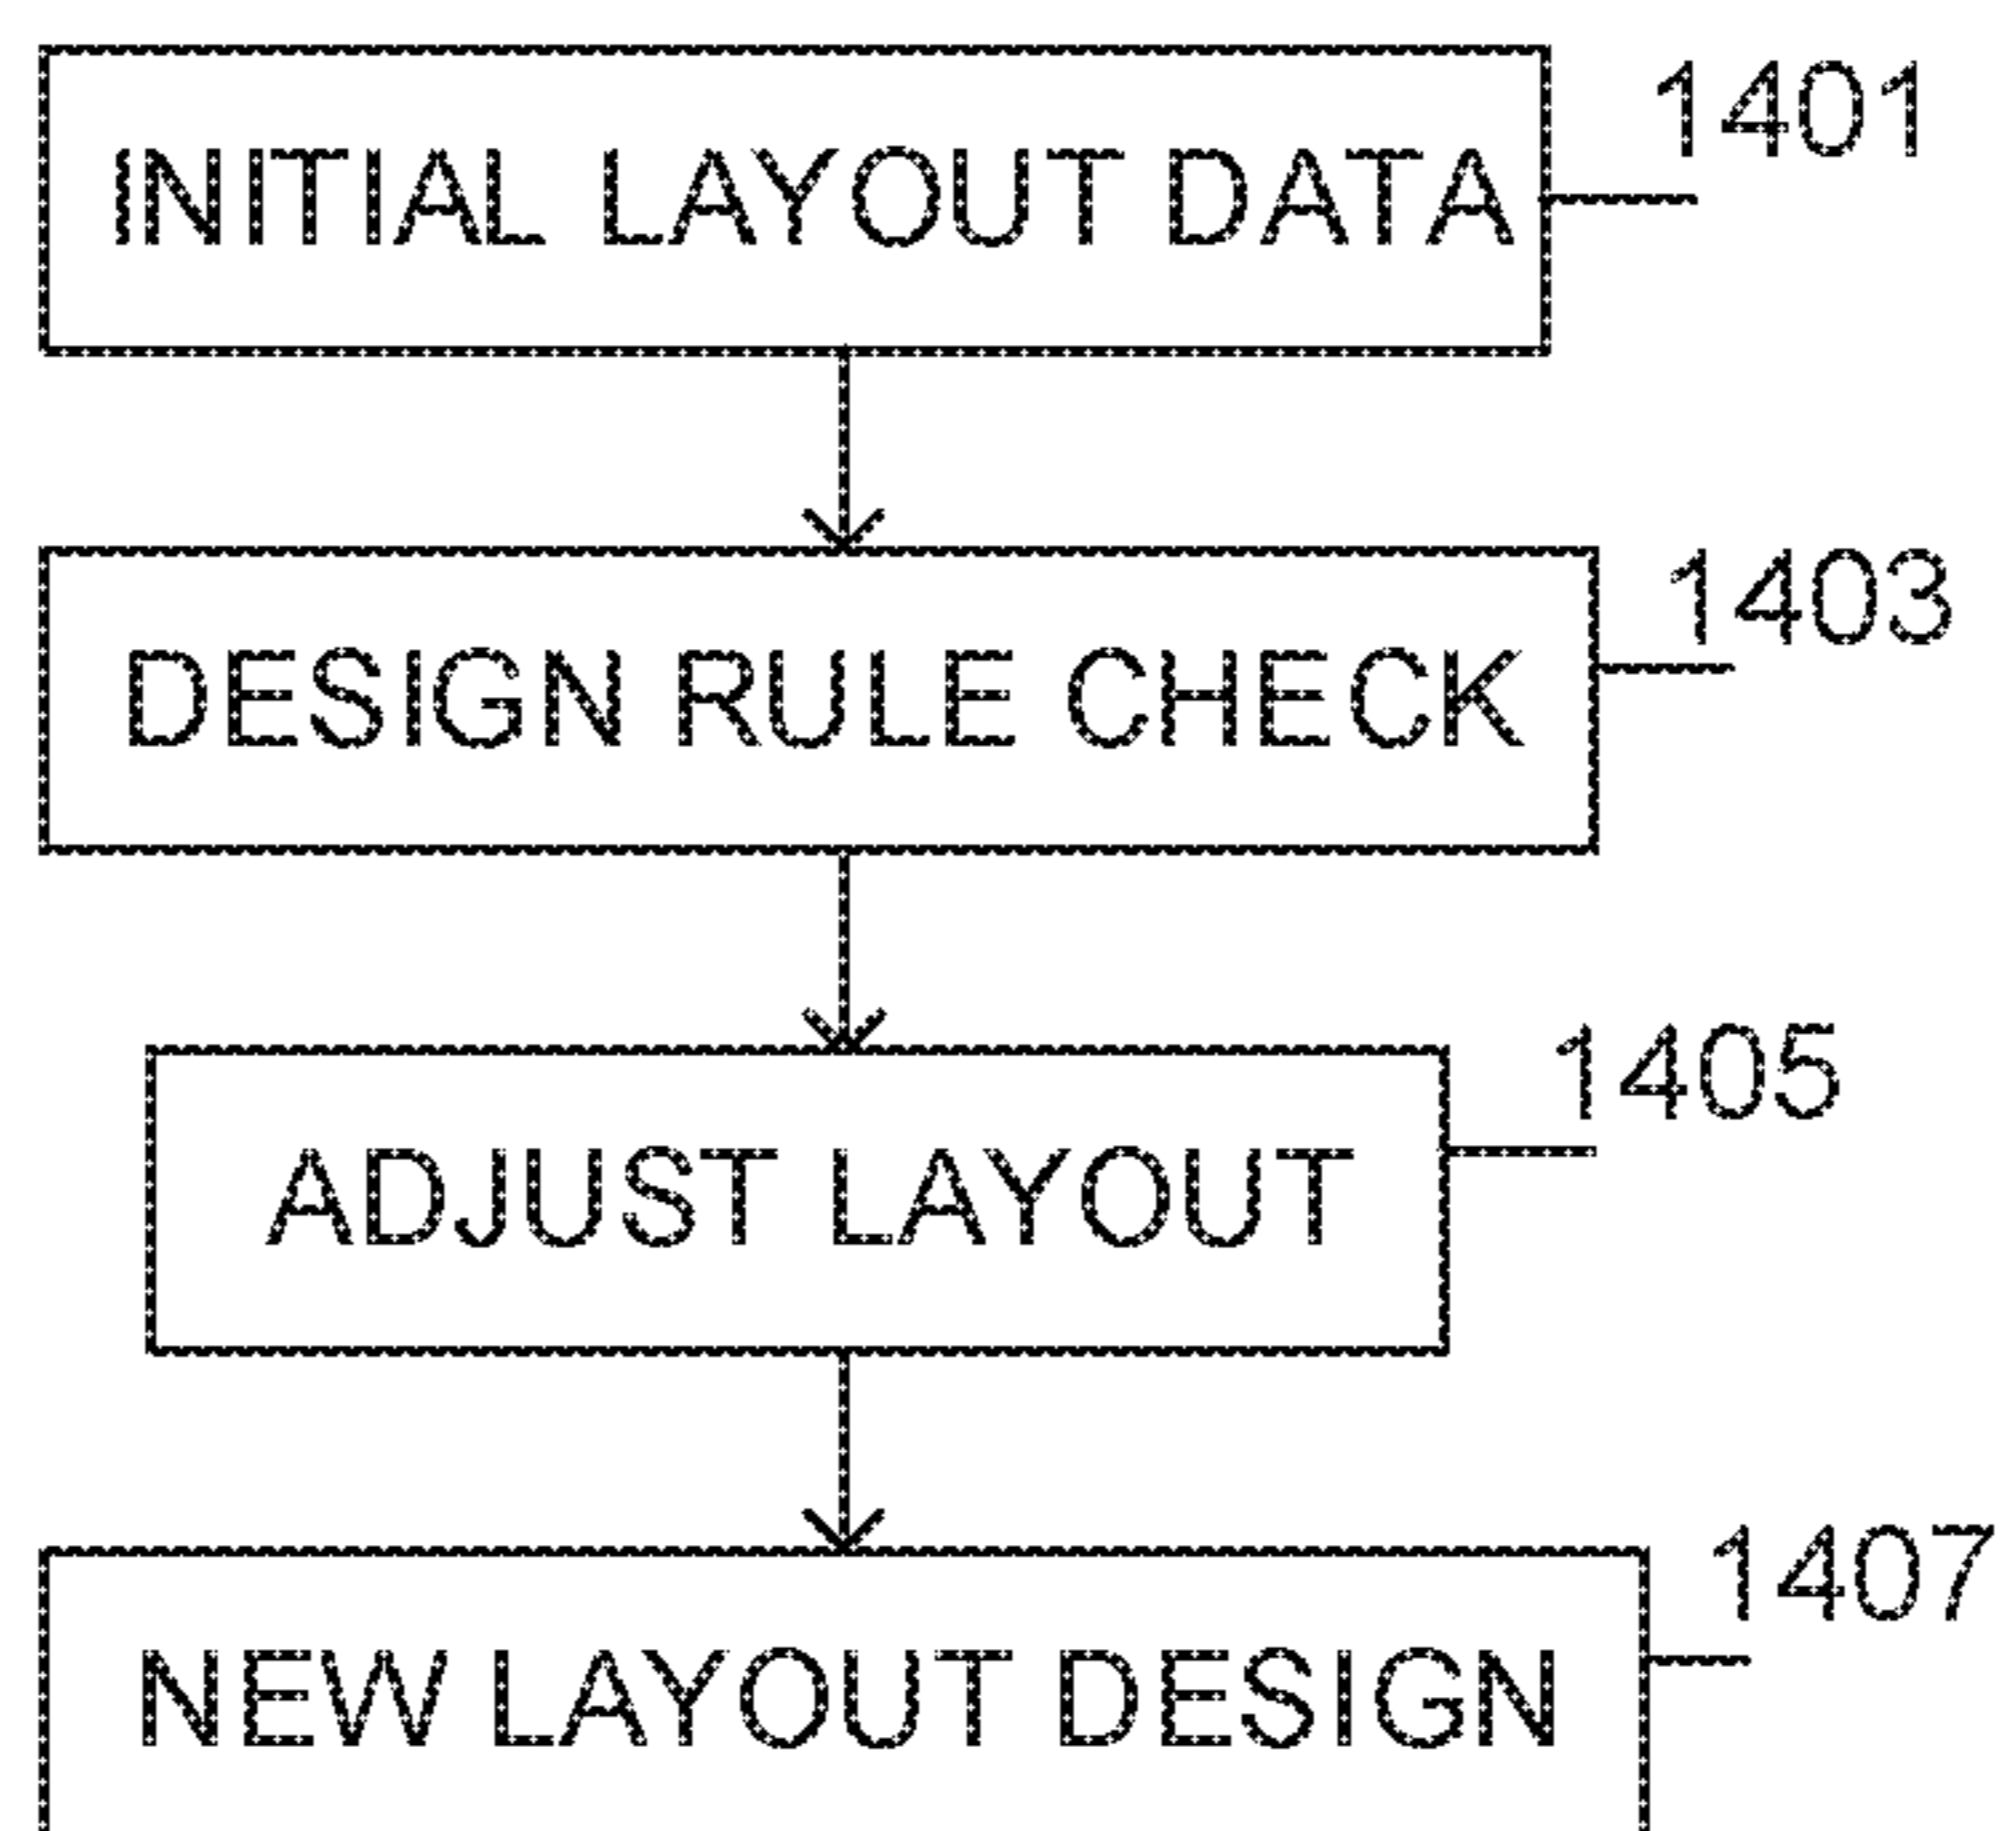 1401
INITIAL LAYOUT DATA
1403
DESIGN RULE CHECK
1405
ADJUST LAYOUT
1407
NEW LAYOUT DESIGN